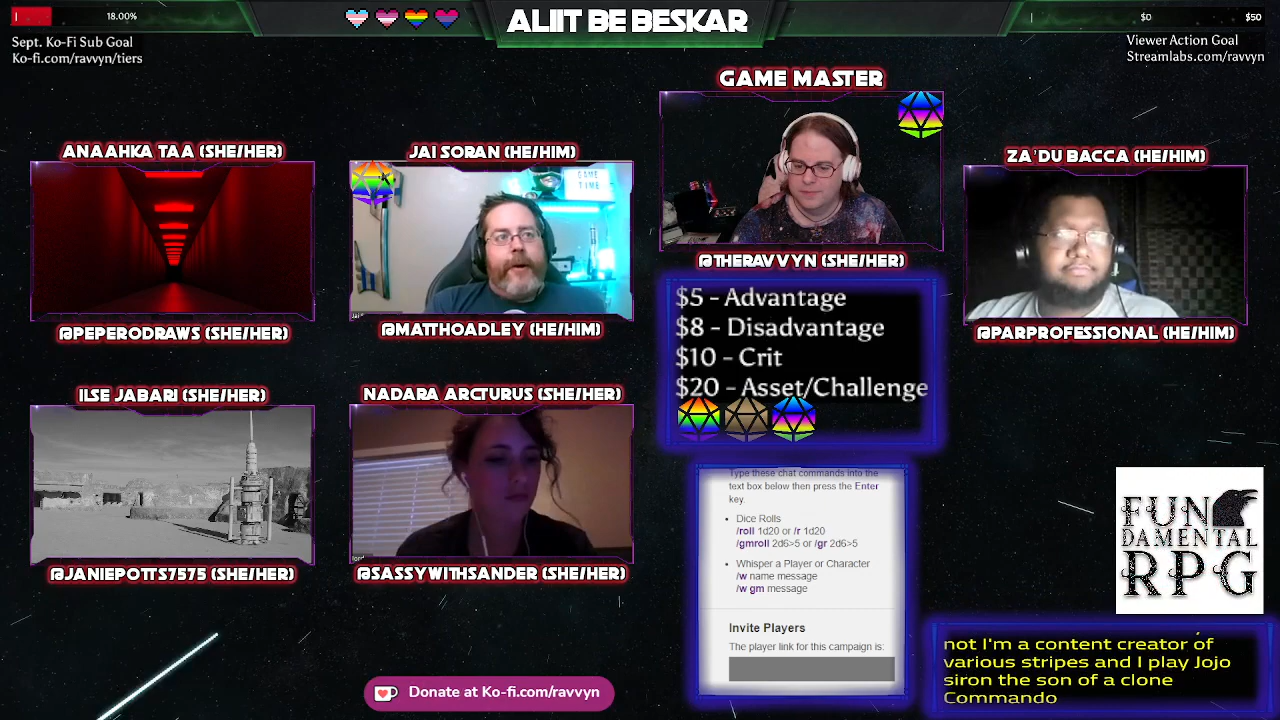 18.00%
Sept. Ko-Fi Sub Goal
Ko-fi.com/ravvyn/tiers
ALIIT BE BESKAR
$0
$50
Viewer Action Goal
Streamlabs.com/ravvyn
GAME MASTER
ANAAHKA TAA (SHE/HER)
JAI SORAN (HE/HIM)
ZA'DU BACCA (HE/HIM)
GAME
TIME
@THERAVVYN (SHE/HER)
@PEPERODRAWS (SHE/HER)
@MATTHOADLEY (HE/HIM)
@PARPROFESSIONAL (HE/HIM)
$5 - Advantage
$8 - Disadvantage
$10 - Crit
$20 - Asset/Challenge
ILSE JABARI (SHE/HER)
NADARA ARCTURUS (SHE/HER)
@JANIEPOTTS7575 (SHE/HER)
@SASSYWITHSANDER (SHE/HER)
Type these chat commands into the
text box below then press the Enter
key.
• Dice Rolls
/roll 1d20 or /r 1d20
/gmroll 2d6>5 or /gr 2d6>5
• Whisper a Player or Character
/w name message
/w gm message
Invite Players
The player link for this campaign is:
FUN
DAMENTAL
RPG
not I'm a content creator of
various stripes and I play Jojo
siron the son of a clone
Commando
Donate at Ko-fi.com/ravvyn